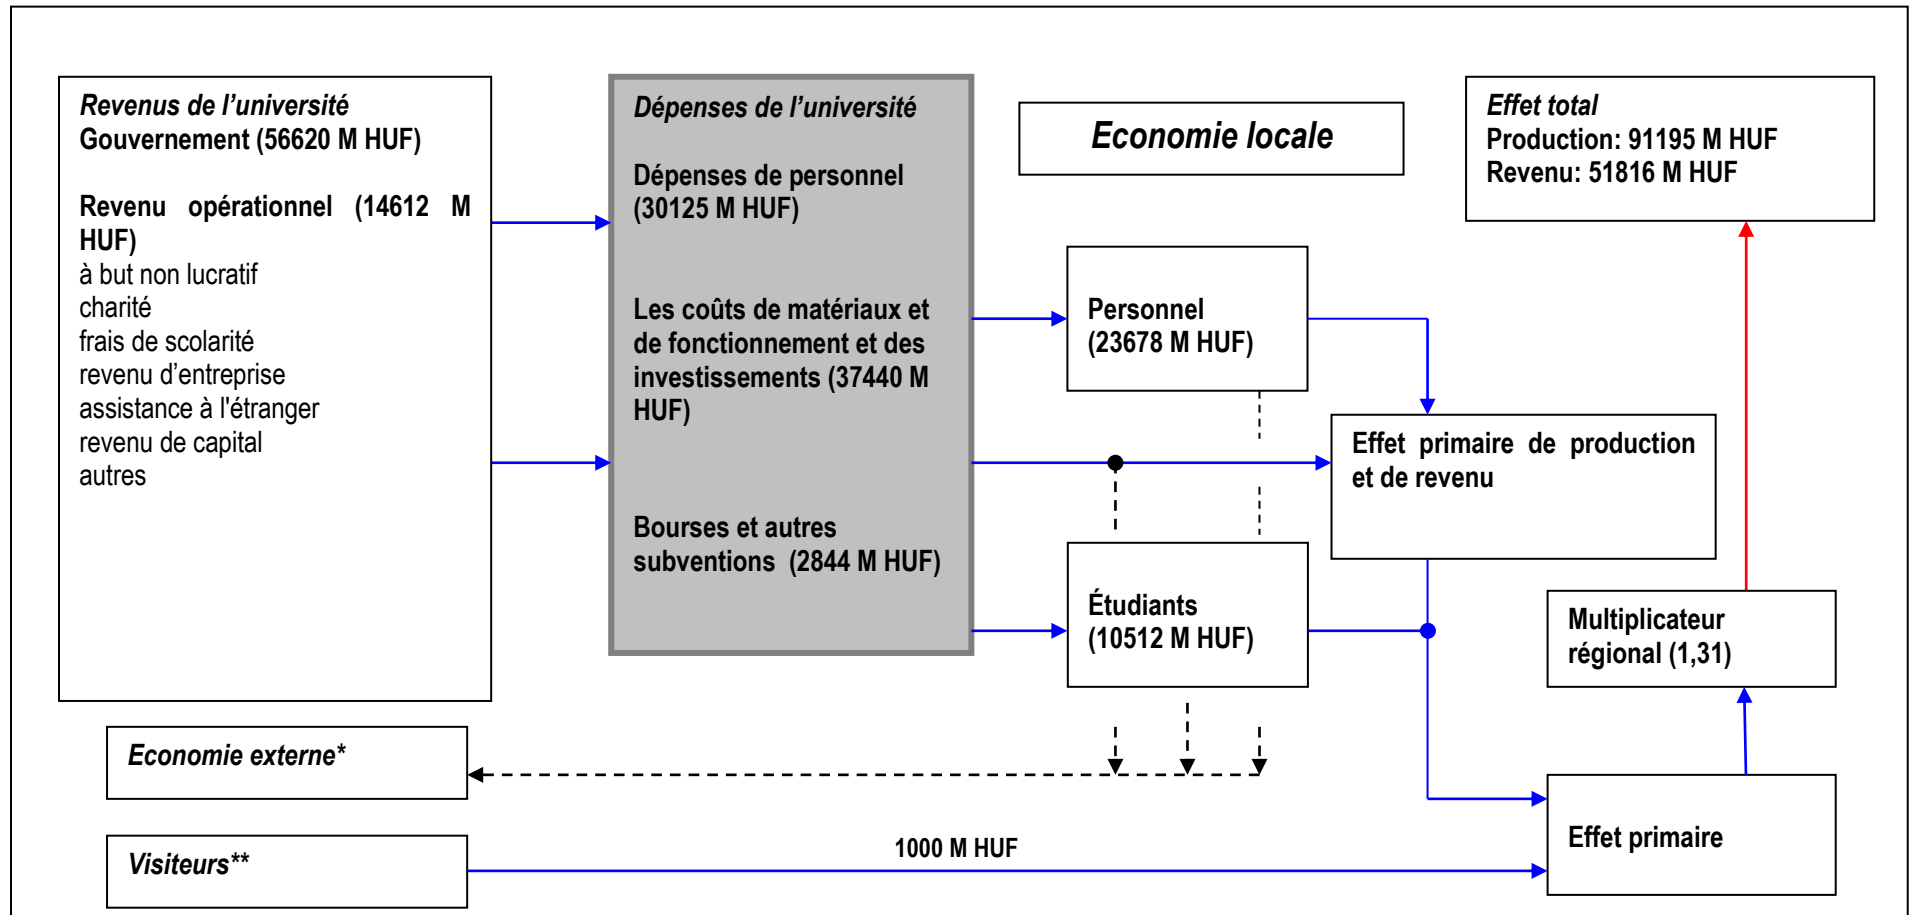 Revenus de l’université
Gouvernement (56620 M HUF)
Revenu opérationnel (14612 M
HUF)
à but non lucratif
charité
frais de scolarité
revenu d’entreprise
assistance à l'étranger
revenu de capital
autres
Dépenses de l’université
Dépenses de personnel
(30125 M HUF)
Les coûts de matériaux et
de fonctionnement et des
investissements (37440 M
HUF)
Bourses et autres
subventions (2844 M HUF)
Economie locale
Personnel
(23678 M HUF)
Étudiants
(10512 M HUF)
Effet total
Production: 91195 M HUF
Revenu: 51816 M HUF
Effet primaire de production
et de revenu
Multiplicateur
régional (1,31)
Economie externe*
Visiteurs**
1000 M HUF
Effet primaire